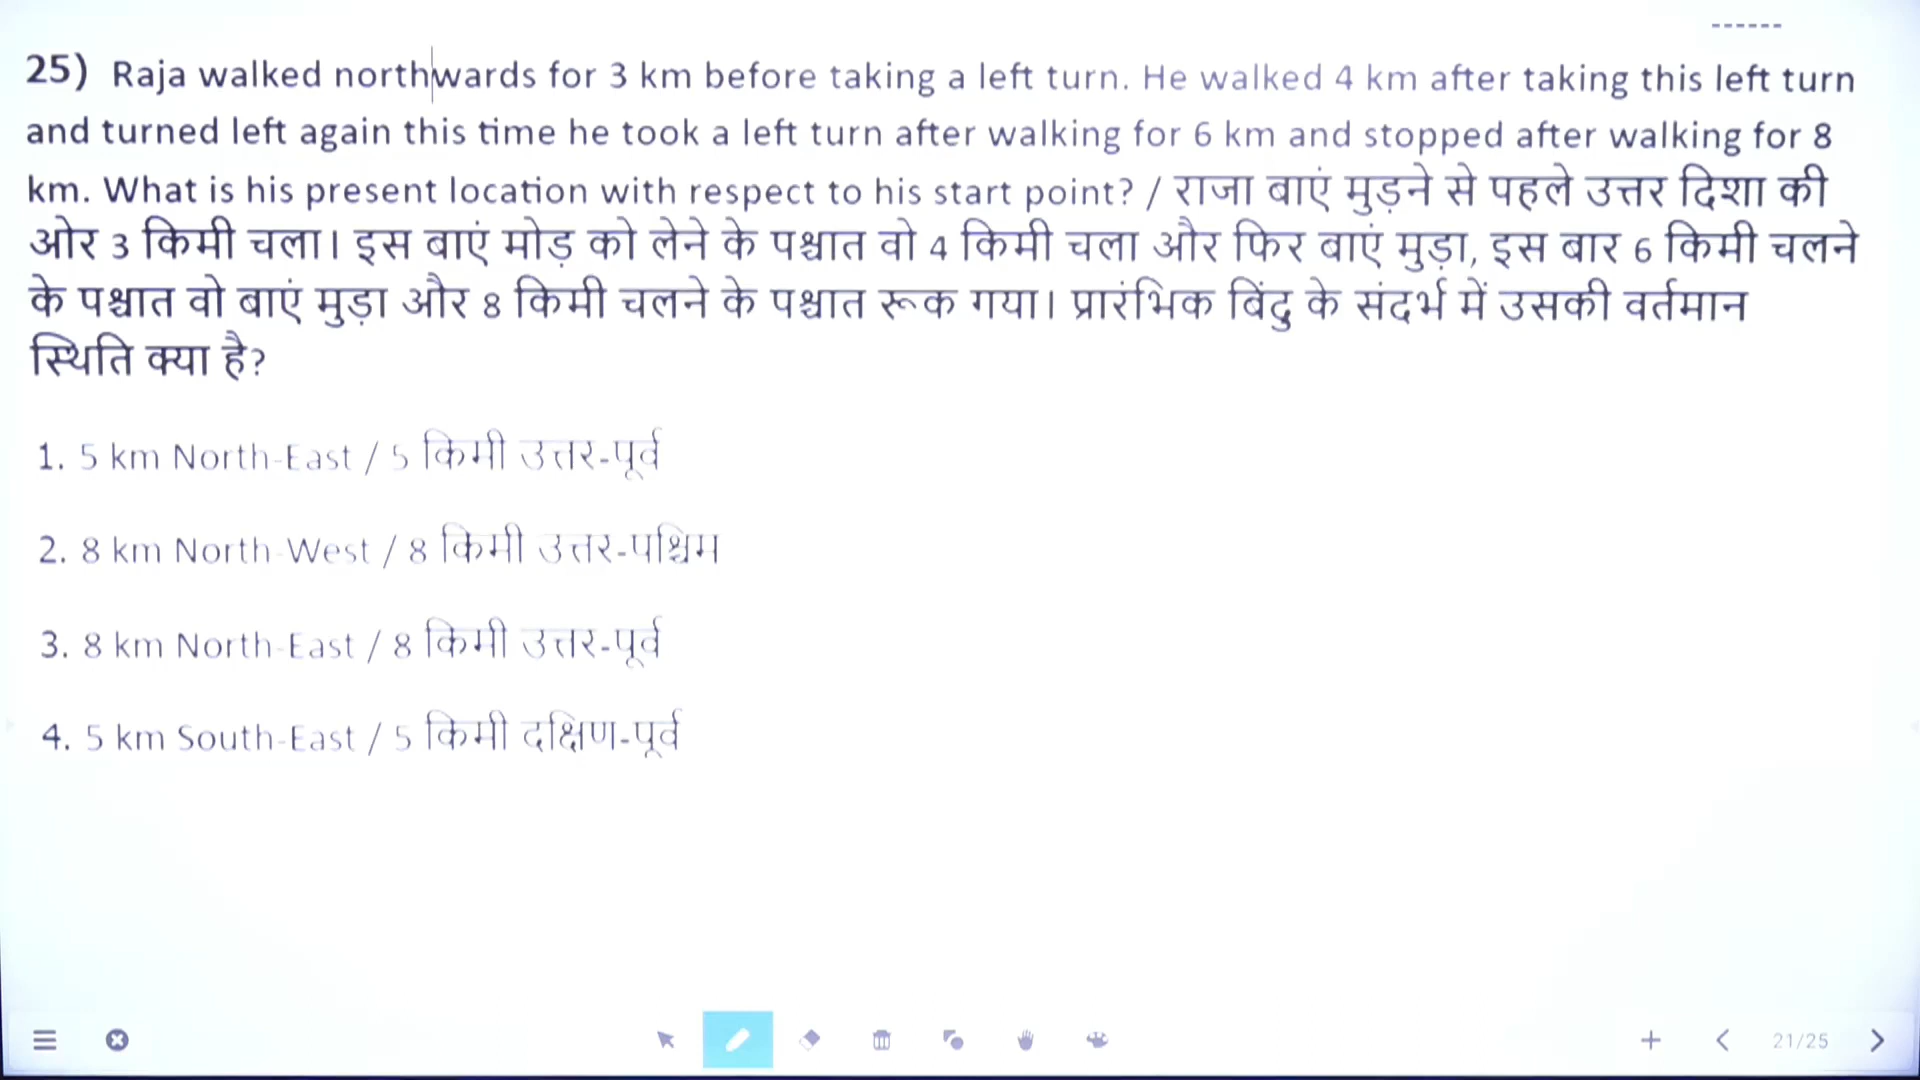 ------
25) Raja walked northwards for 3 km before taking a left turn. He walked 4 km after taking this left turn
and turned left again this time he took a left turn after walking for 6 km and stopped after walking for 8
km. What is his present location with respect to his start point? / राजा बाएं मुड़ने से पहले उत्तर दिशा की
ओर 3 किमी चला। इस बाएं मोड़ को लेने के पश्चात वो 4 किमी चला और फिर बाएं मुड़ा, इस बार 6 किमी चलने
के पश्चात वो बाएं मुड़ा और 8 किमी चलने के पश्चात रूक गया। प्रारंभिक बिंदु के संदर्भ में उसकी वर्तमान
स्थिति क्या है?
1. 5 km North-East / 5 किमी उत्तर-पूर्व
2. 8 km North-West / 8 किमी उत्तर-पश्चिम
3. 8 km North-East / 8 किमी उत्तर-पूर्व
4. 5 km South-East / 5 किमी दक्षिण-पूर्व
21/25